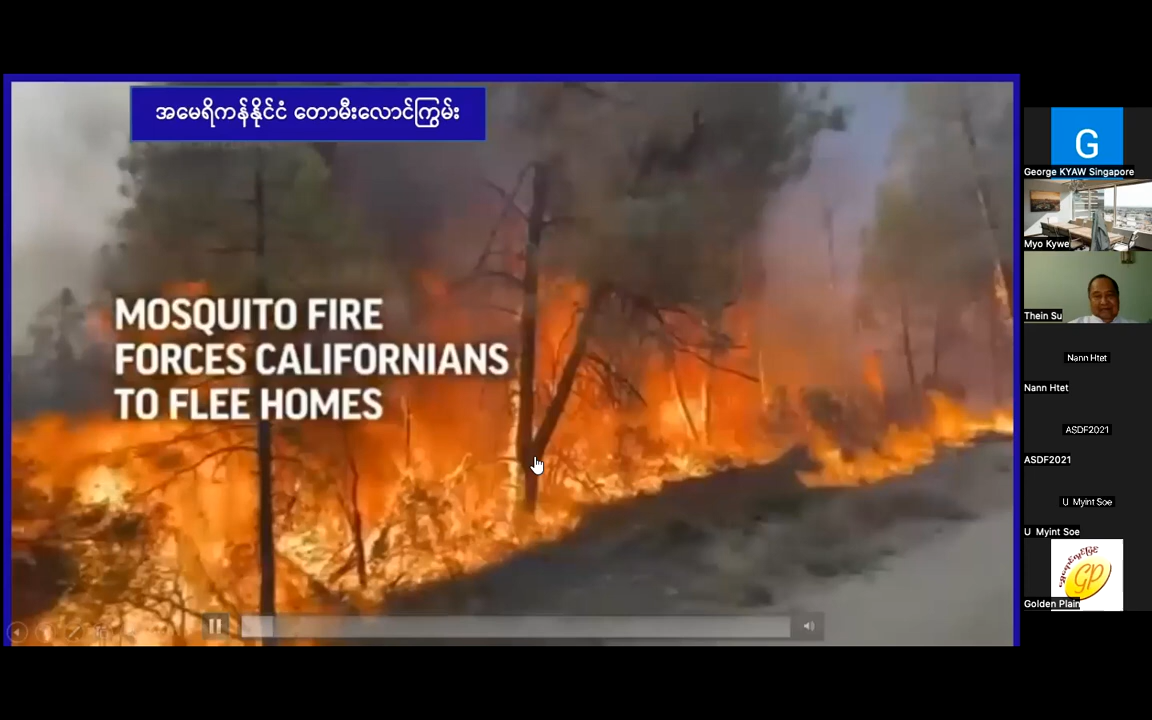 အမေရိကန်နိုင်ငံ တောမီးလောင်ကြွမ်း
MOSQUITO FIRE
FORCES CALIFORNIANS
TO FLEE HOMES
G
George KYAW Singapore
Myo Kywe
Thein Su
Nann Htet
Nann Htet
ASDF2021
ASDF2021
U Myint Soe
U Myint Soe
GP
Golden Plain